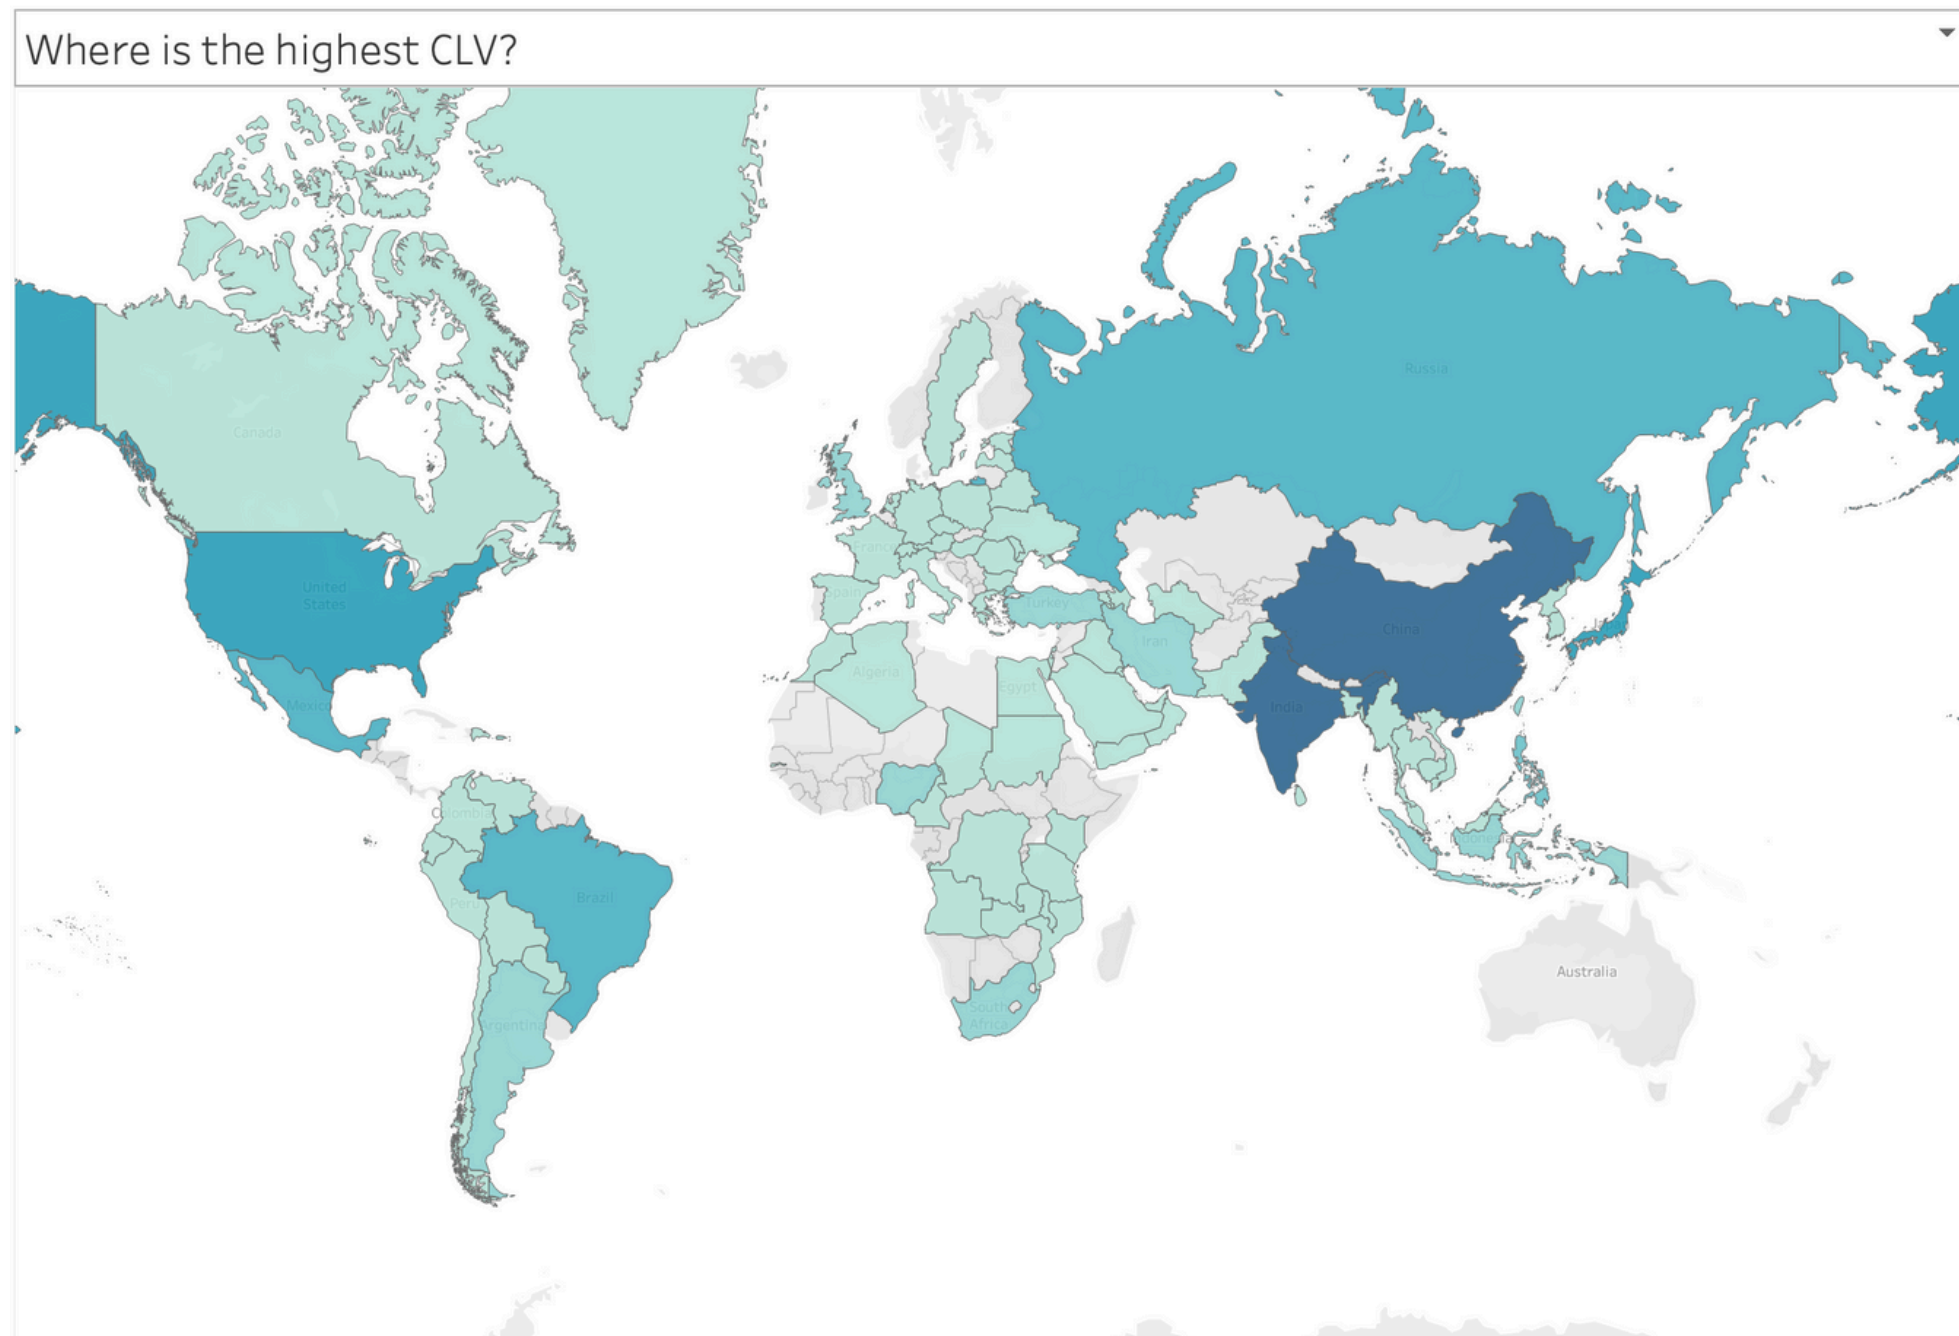 Where is the highest CLV?
Russia
Canada
France
United
States
Spain
Turkey
China
Iran
Algeria
Egypt
Mexico
India
Colombia
Indonesia
Brazil
Peru
Australia
South
Africa
Argentina